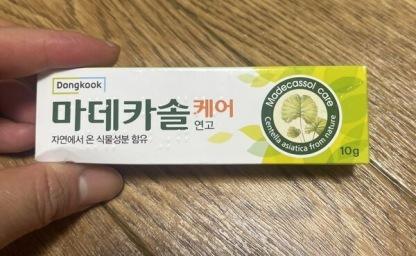 Dongkook
마데카솔케어
연고
자연에서 온 식물성분 함유
Madecassol care
Centella asiatica from nature
10g